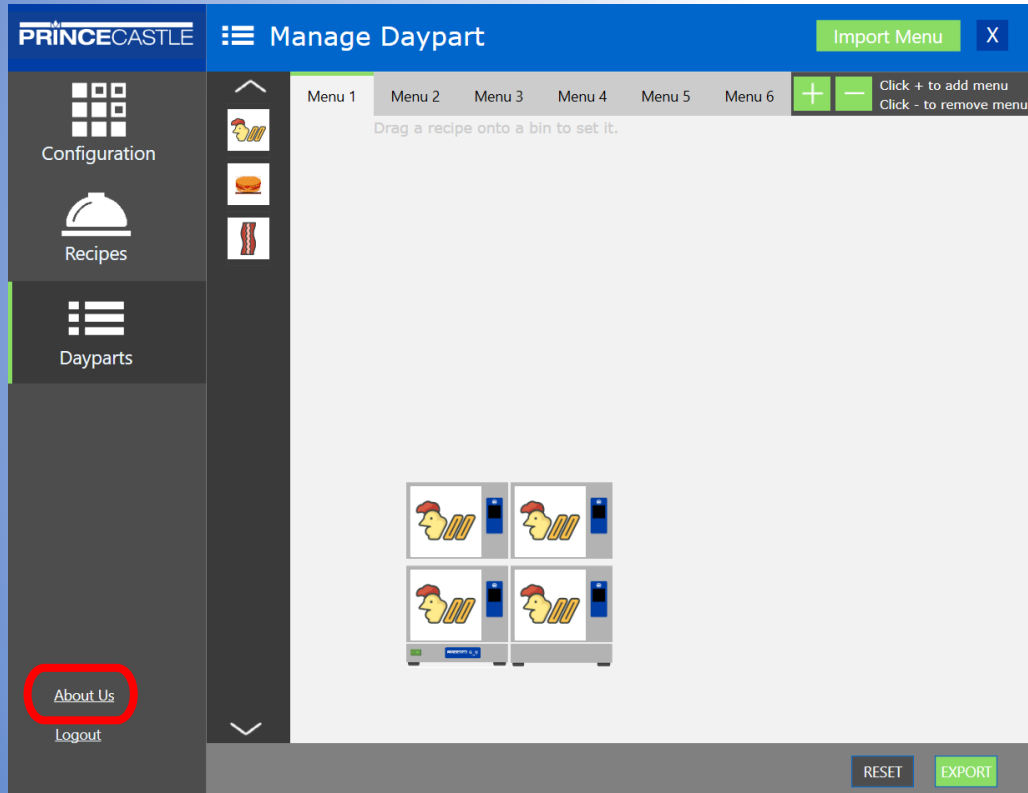 PRINCECASTLE
Manage Daypart
Import Menu
X
Configuration
Recipes
Dayparts
About Us
Logout
Menu 1
Menu 2
Menu 3
Menu 4
Menu 5
Menu 6
+
−
Click + to add menu
Click - to remove menu
Drag a recipe onto a bin to set it.
RESET
EXPORT